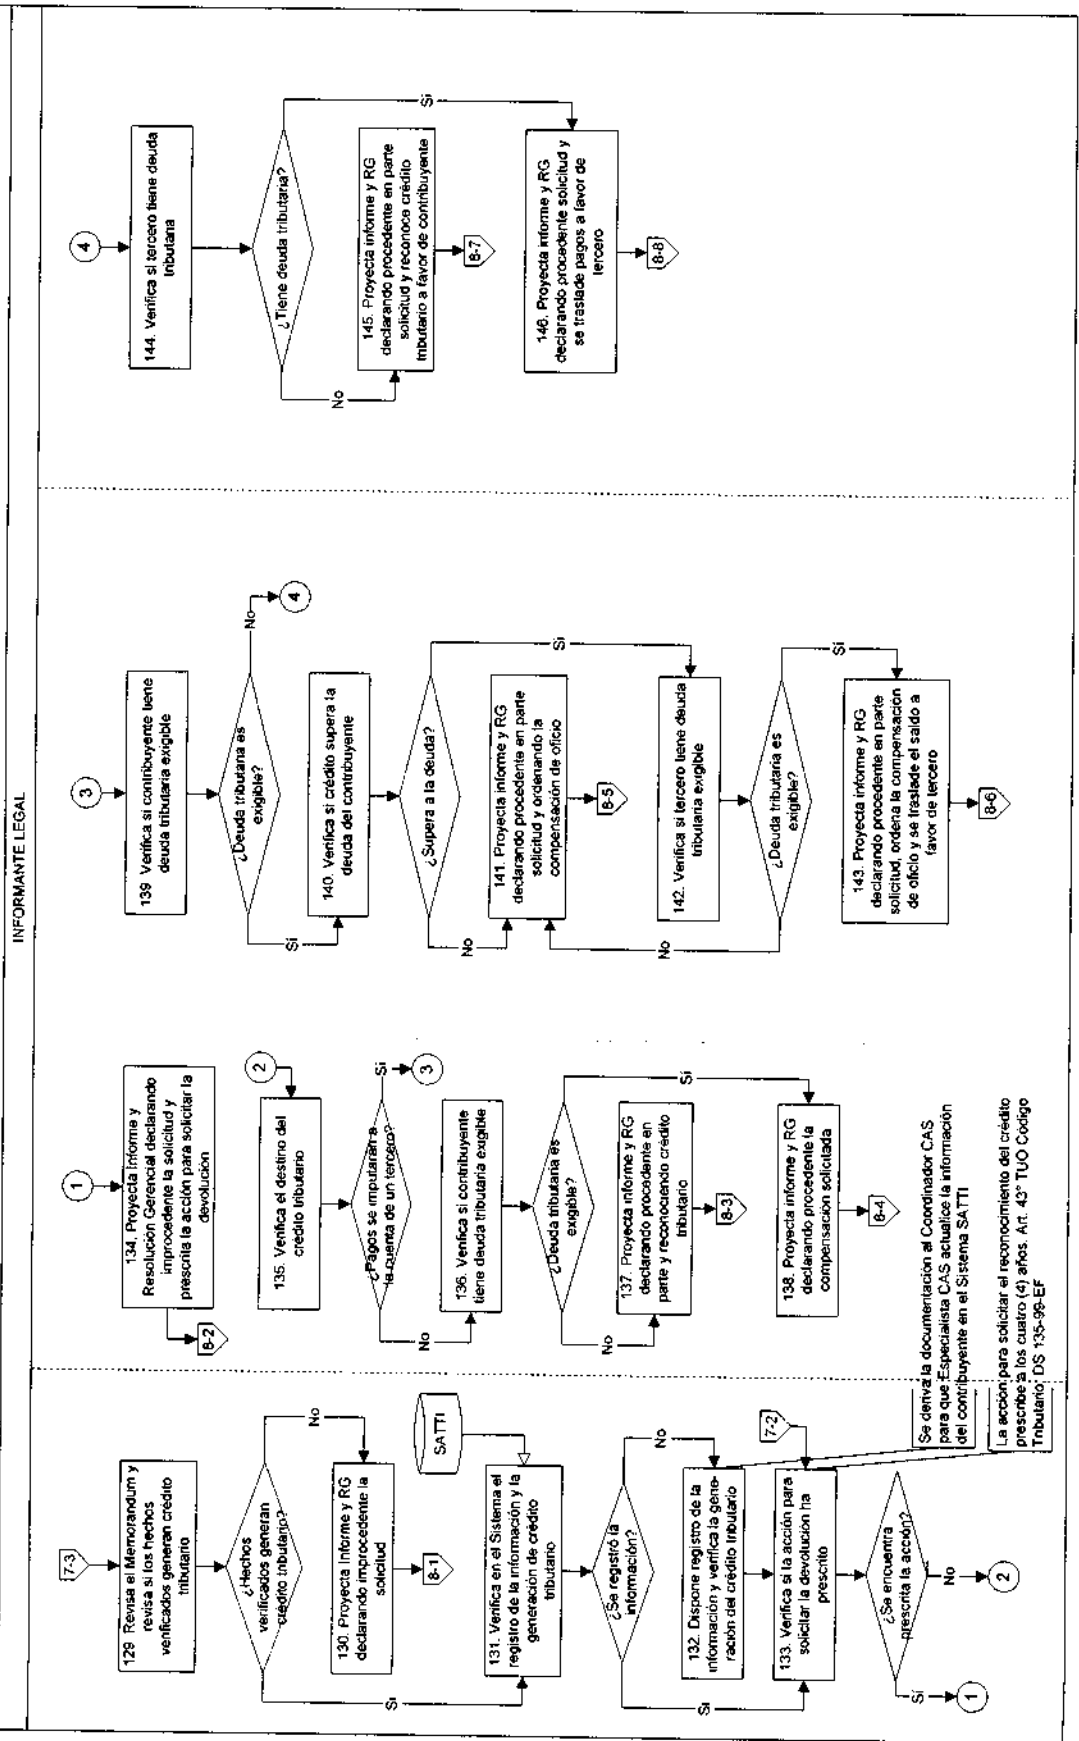 INFORMANTE LEGAL
7-3
129 Revisa el Memorandum y
revisa si los hechos
verificados generan crédito
tributario
¿Hechos
verificados generan
crédito tributario?
No
130. Proyecta Informe y RG
declarando improcedente la
solicitud
8-1
Sí
SATTI
131. Verifica en el Sistema el
registro de la información y la
generación de crédito
tributario
¿Se registró la
información?
No
132. Dispone registro de la
información y verifica la gene-
ración del crédito tributario
Sí
7-2
133. Verifica si la acción para
solicitar la devolución ha
prescrito
¿Se encuentra
prescrita la acción?
Sí
1
No
2
Se deriva la documentación al Coordinador CAS
para que Especialista CAS actualice la información
del contribuyente en el Sistema SATTI
La acción para solicitar el reconocimiento del crédito
prescribe a los cuatro (4) años. Art. 43° TUO Código
Tributario, DS 135-99-EF
1
134. Proyecta Informe y
Resolución Gerencial declarando
improcedente la solicitud y
prescrita la acción para solicitar la
devolución
8-2
2
135. Verifica el destino del
crédito tributario
¿Pagos se imputarán a
la cuenta de un tercero?
Sí
3
No
136. Verifica si contribuyente
tiene deuda tributaria exigible
¿Deuda tributaria es
exigible?
No
137. Proyecta informe y RG
declarando procedente en
parte y reconociendo crédito
tributario
8-3
Sí
138. Proyecta informe y RG
declarando procedente la
compensación solicitada
8-4
3
139 Verifica si contribuyente tiene
deuda tributaria exigible
¿Deuda tributaria es
exigible?
No
4
Sí
140. Verifica si crédito supera la
deuda del contribuyente
¿Supera a la deuda?
No
141. Proyecta informe y RG
declarando procedente en parte
solicitud y ordenando la
compensación de oficio
8-5
Sí
142. Verifica si tercero tiene deuda
tributaria exigible
¿Deuda tributaria es
exigible?
No
Sí
143. Proyecta informe y RG
declarando procedente en parte
solicitud, ordena la compensación
de oficio y se traslade el saldo a
favor de tercero
8-6
4
144. Verifica si tercero tiene deuda
tributaria
¿Tiene deuda tributaria?
No
145. Proyecta informe y RG
declarando procedente en parte
solicitud y reconoce crédito
tributario a favor de contribuyente
8-7
Sí
146. Proyecta informe y RG
declarando procedente solicitud y
se traslade pagos a favor de
tercero
8-8